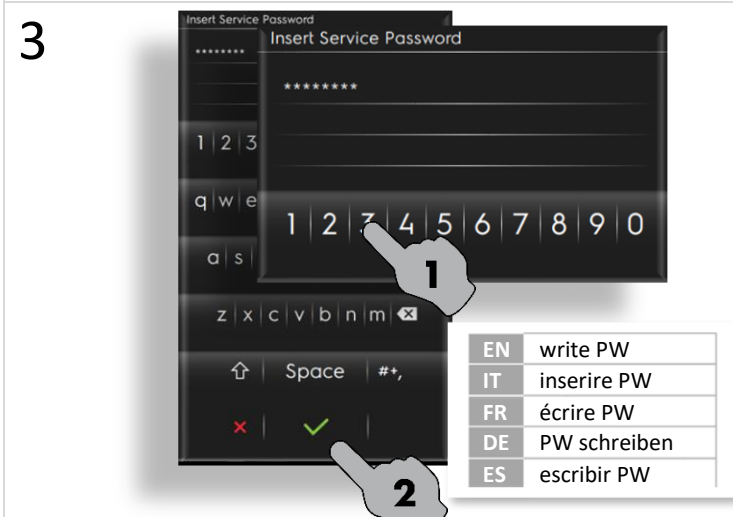 3
Insert Service Password
********
1 2 3
q w e
a s
z x c v b n m
Space #+,
Insert Service Password
********
1 2 3 4 5 6 7 8 9 0
1
2
EN write PW
IT inserire PW
FR écrire PW
DE PW schreiben
ES escribir PW